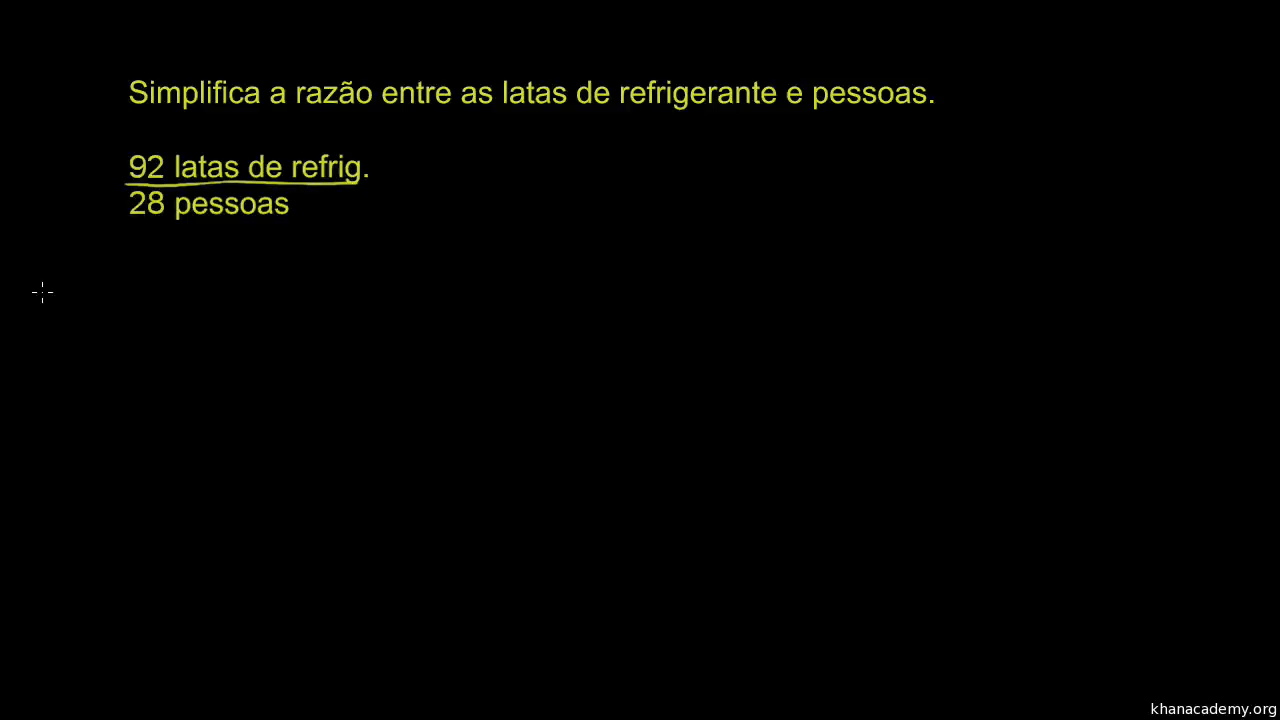 Simplifica a razão entre as latas de refrigerante e pessoas.
92 latas de refrig.
28 pessoas
khanacademy.org